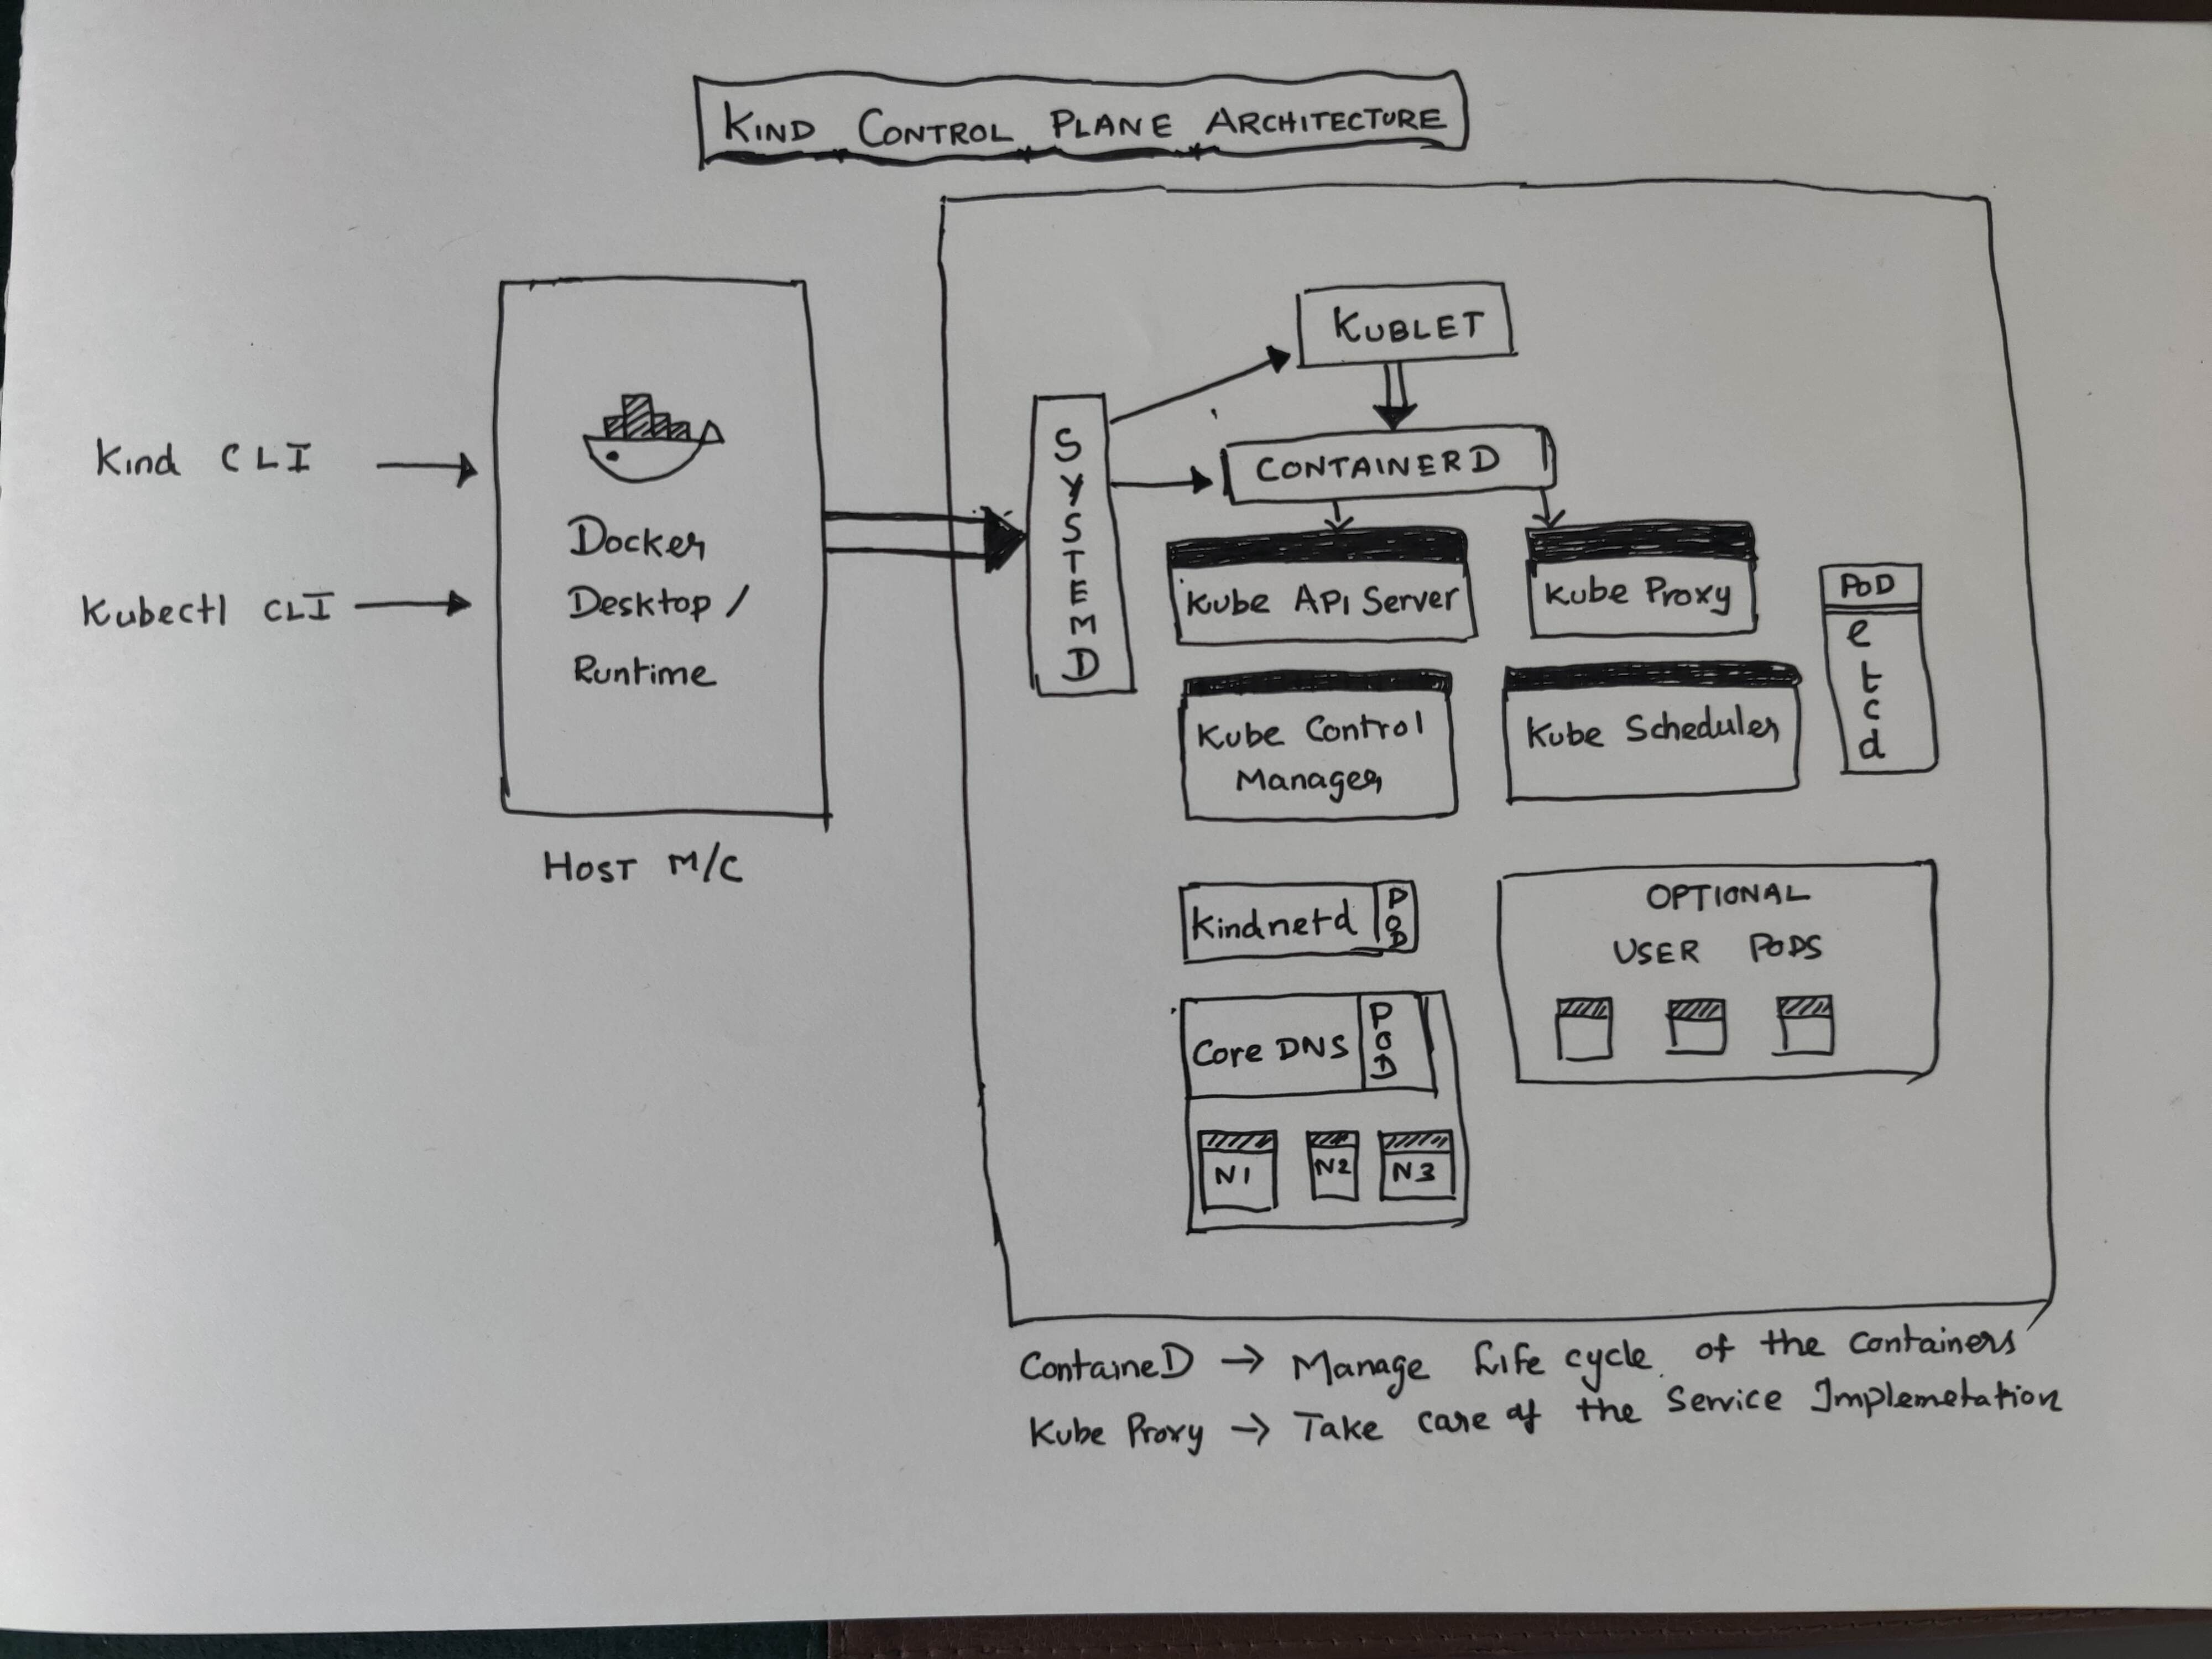 KIND CONTROL PLANE ARCHITECTURE
Kind CLI
Kubectl CLI
Docker
Desktop /
Runtime
HOST M/C
SYSTEMD
KUBLET
CONTAINERD
Kube API Server
Kube Proxy
POD
etcd
Kube Control
Manager
Kube Scheduler
Kindnetd
POD
OPTIONAL
USER PODS
Core DNS
POD
N1
N2
N3
ContaineD → Manage Life cycle of the Containers
Kube Proxy → Take care of the Service Implemetation